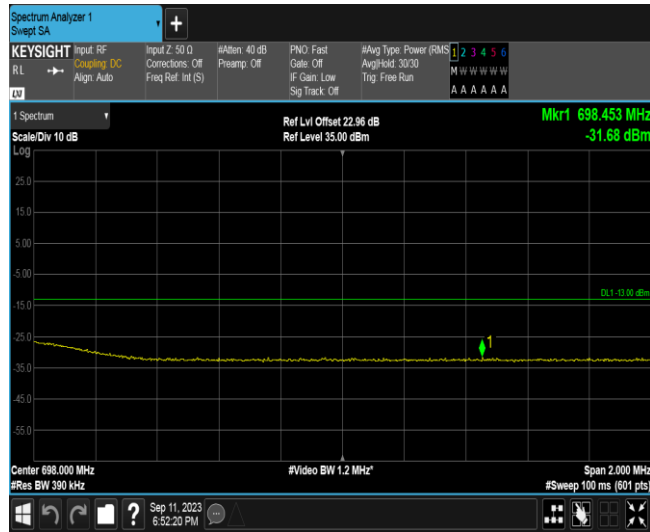 Spectrum Analyzer 1
Swept SA
+
KEYSIGHT
RL
LXI
Input: RF
Coupling: DC
Align: Auto
Input Z: 50 Ω
Corrections: Off
Freq Ref: Int (S)
#Atten: 40 dB
Preamp: Off
PNO: Fast
Gate: Off
IF Gain: Low
Sig Track: Off
#Avg Type: Power (RMS
Avg|Hold: 30/30
Trig: Free Run
1 2 3 4 5 6
M W W W W W
A A A A A A
1 Spectrum
Scale/Div 10 dB
Ref Lvl Offset 22.96 dB
Ref Level 35.00 dBm
Mkr1 698.453 MHz
-31.68 dBm
Log
25.0
15.0
5.00
-5.00
DL1 -13.00 dBm
-15.0
-25.0
1
-35.0
-45.0
-55.0
Center 698.000 MHz
#Video BW 1.2 MHz*
Span 2.000 MHz
#Res BW 390 kHz
#Sweep 100 ms (601 pts)
?
Sep 11, 2023
6:52:20 PM